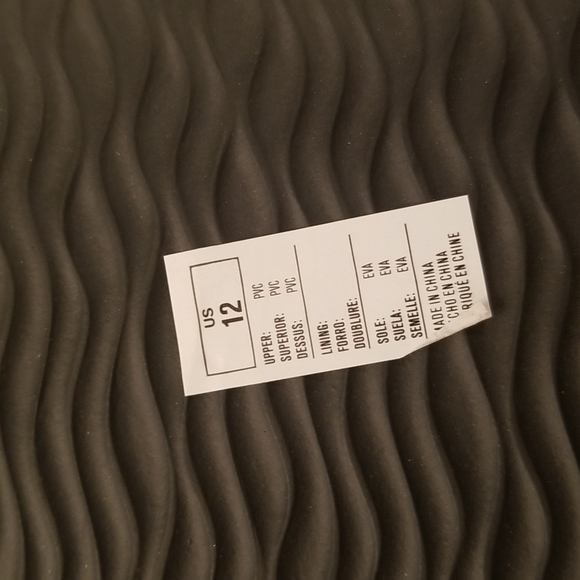 US
12
UPPER: PVC
SUPERIOR: PVC
DESSUS: PVC
LINING:
FORRO:
DOUBLURE:
SOLE: EVA
SUELA: EVA
SEMELLE: EVA
ADE IN CHINA
CHO EN CHINA
RIQUÉ EN CHINE